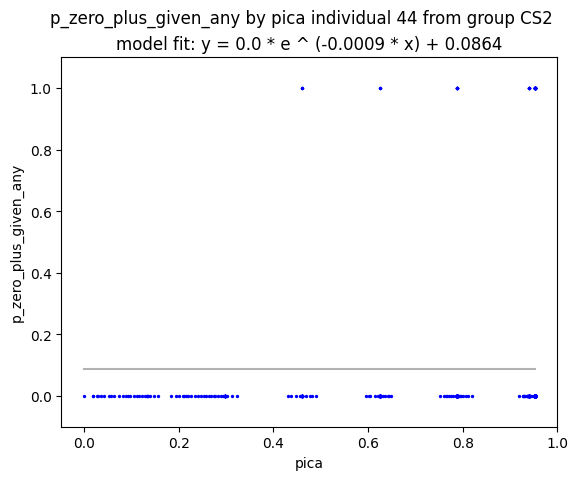 p_zero_plus_given_any by pica individual 44 from group CS2
model fit: y = 0.0 * e ^ (-0.0009 * x) + 0.0864
1.0
0.8
0.6
0.4
0.2
0.0
p_zero_plus_given_any
0.0 0.2 0.4 0.6 0.8 1.0
pica